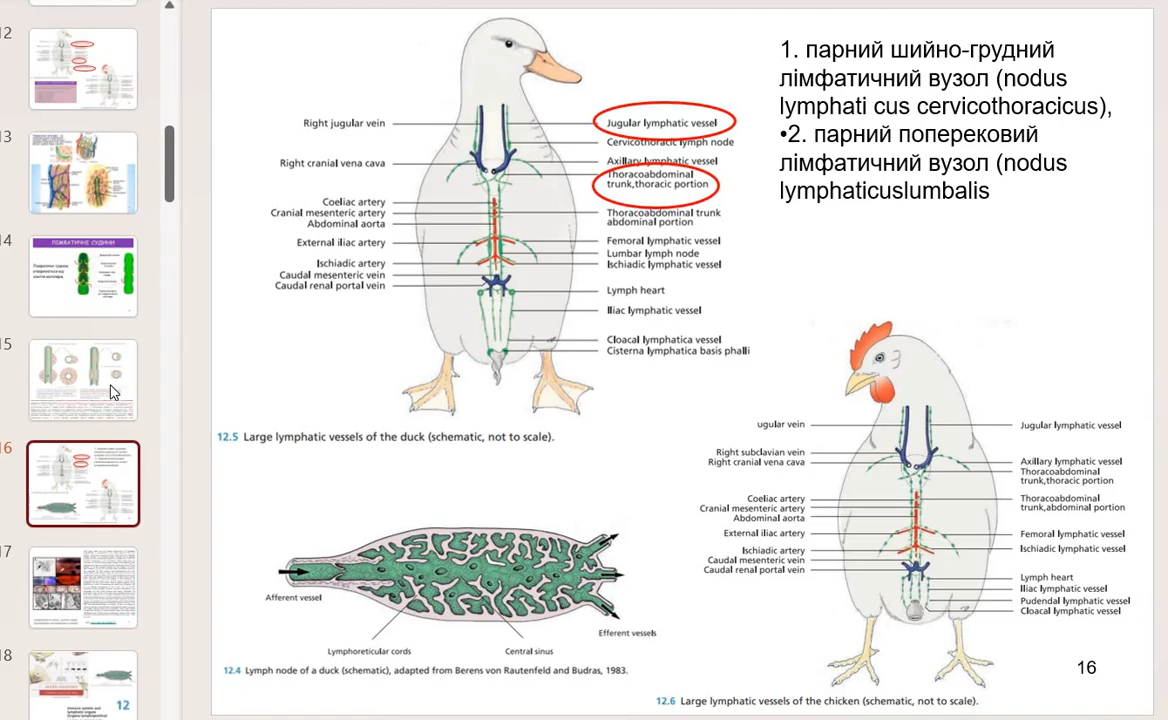 12
13
14
ЛІМФАТИЧНІ СУДИНИ
15
16
17
18
12
Right jugular vein
Right cranial vena cava
Coeliac artery
Cranial mesenteric artery
Abdominal aorta
External iliac artery
Ischiadic artery
Caudal mesenteric vein
Caudal renal portal vein
Jugular lymphatic vessel
Cervicothoracic lymph node
Axillary lymphatic vessel
Thoracoabdominal
trunk,thoracic portion
Thoracoabdominal trunk
abdominal portion
Femoral lymphatic vessel
Lumbar lymph node
Ischiadic lymphatic vessel
Lymph heart
Iliac lymphatic vessel
Cloacal lymphatica vessel
Cisterna lymphatica basis phalli
12.5 Large lymphatic vessels of the duck (schematic, not to scale).
1. парний шийно-грудний
лімфатичний вузол (nodus
lymphati cus cervicothoracicus),
•2. парний поперековий
лімфатичний вузол (nodus
lymphaticuslumbalis
Afferent vessel
Lymphoreticular cords
Central sinus
Efferent vessels
12.4 Lymph node of a duck (schematic), adapted from Berens von Rautenfeld and Budras, 1983.
ugular vein
Right subclavian vein
Right cranial vena cava
Coeliac artery
Cranial mesenteric artery
Abdominal aorta
External iliac artery
Ischiadic artery
Caudal mesenteric vein
Caudal renal portal vein
Jugular lymphatic vessel
Axillary lymphatic vessel
Thoracoabdominal
trunk,thoracic portion
Thoracoabdominal
trunk,abdominal portion
Femoral lymphatic vessel
Ischiadic lymphatic vessel
Lymph heart
Iliac lymphatic vessel
Pudendal lymphatic vessel
Cloacal lymphatic vessel
16
12.6 Large lymphatic vessels of the chicken (schematic, not to scale).